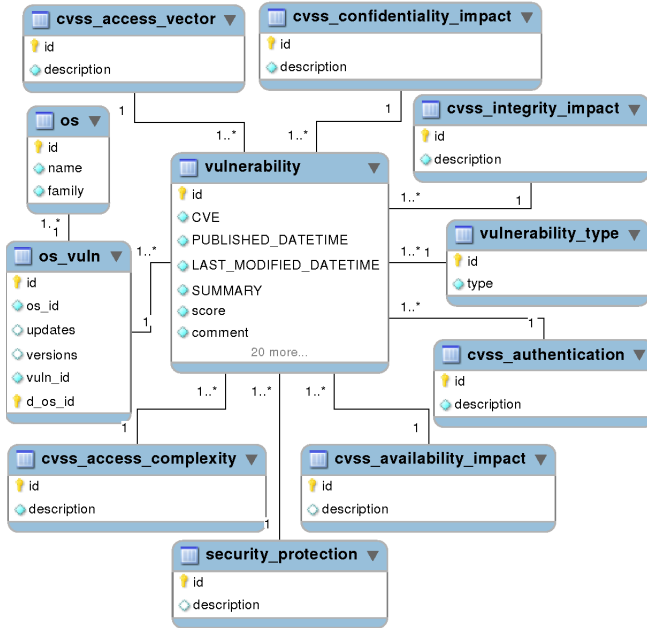 cvss_access_vector
id
description
cvss_confidentiality_impact
id
description
1
1..*
1
1..*
cvss_integrity_impact
id
description
1..*
1
os
id
name
family
1..*
1
vulnerability
id
CVE
PUBLISHED_DATETIME
LAST_MODIFIED_DATETIME
SUMMARY
score
comment
20 more...
vulnerability_type
id
type
1..*
1
os_vuln
id
os_id
updates
versions
vuln_id
d_os_id
1..*
1
1..*
1
cvss_authentication
id
description
1..*
1..*
1..*
1
1
cvss_access_complexity
id
description
1
cvss_availability_impact
id
description
security_protection
id
description